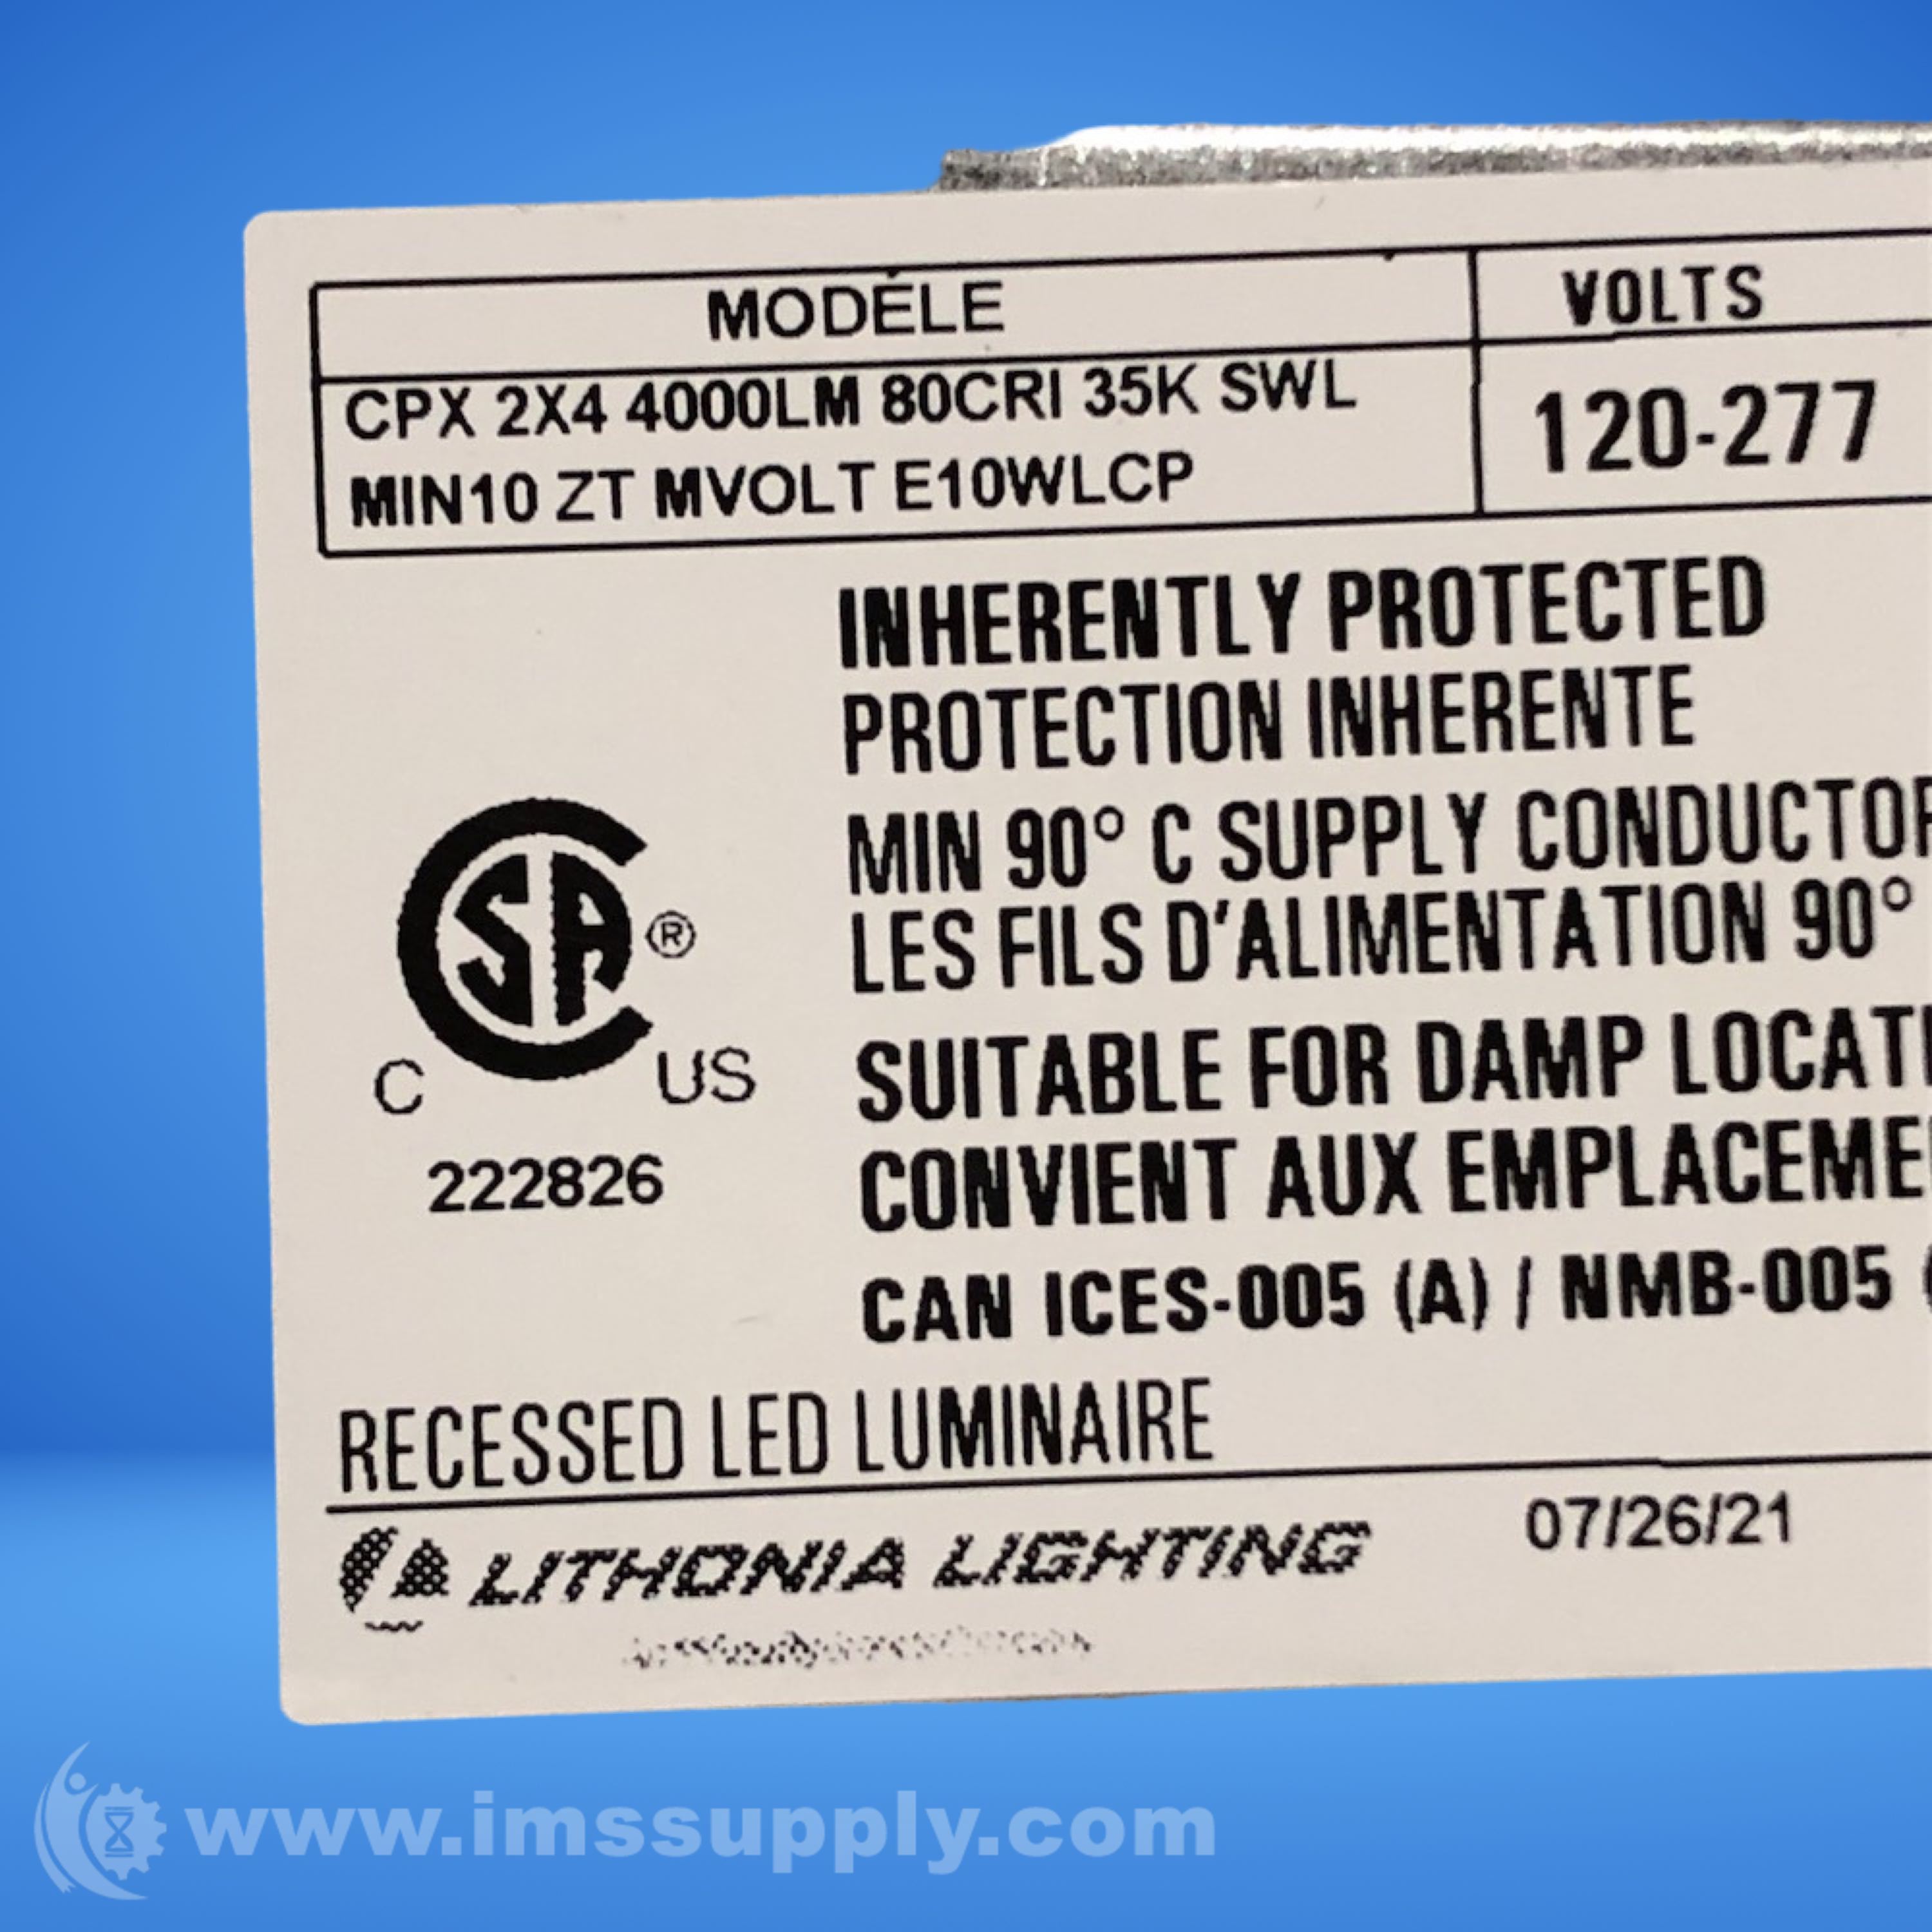 MODÉLE
VOLTS
CPX 2X4 4000LM 80CRI 35K SWL
MIN10 ZT MVOLT E10WLCP
120-277
INHERENTLY PROTECTED
PROTECTION INHERENTE
MIN 90° C SUPPLY CONDUCTOR
LES FILS D'ALIMENTATION 90°
SUITABLE FOR DAMP LOCATI
CONVIENT AUX EMPLACEME
CAN ICES-005 (A) / NMB-005 (
CSA®
C US
222826
RECESSED LED LUMINAIRE
LITHONIA LIGHTING
07/26/21
www.imssupply.com